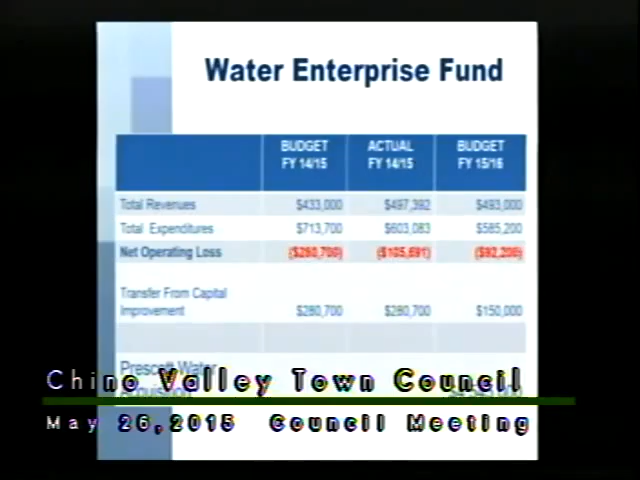 Water Enterprise Fund
BUDGET FY 14/15 ACTUAL FY 14/15 BUDGET FY 15/16
Total Revenues $433,000 $497,392 $493,000
Total Expenditures $713,700 $603,083 $585,200
Net Operating Loss ($280,700) ($105,691) ($92,200)
Transfer From Capital
Improvement $280,700 $280,700 $150,000
Prescott Water
Acquisition
Chino Valley Town Council
May 26,2015 Council Meeting